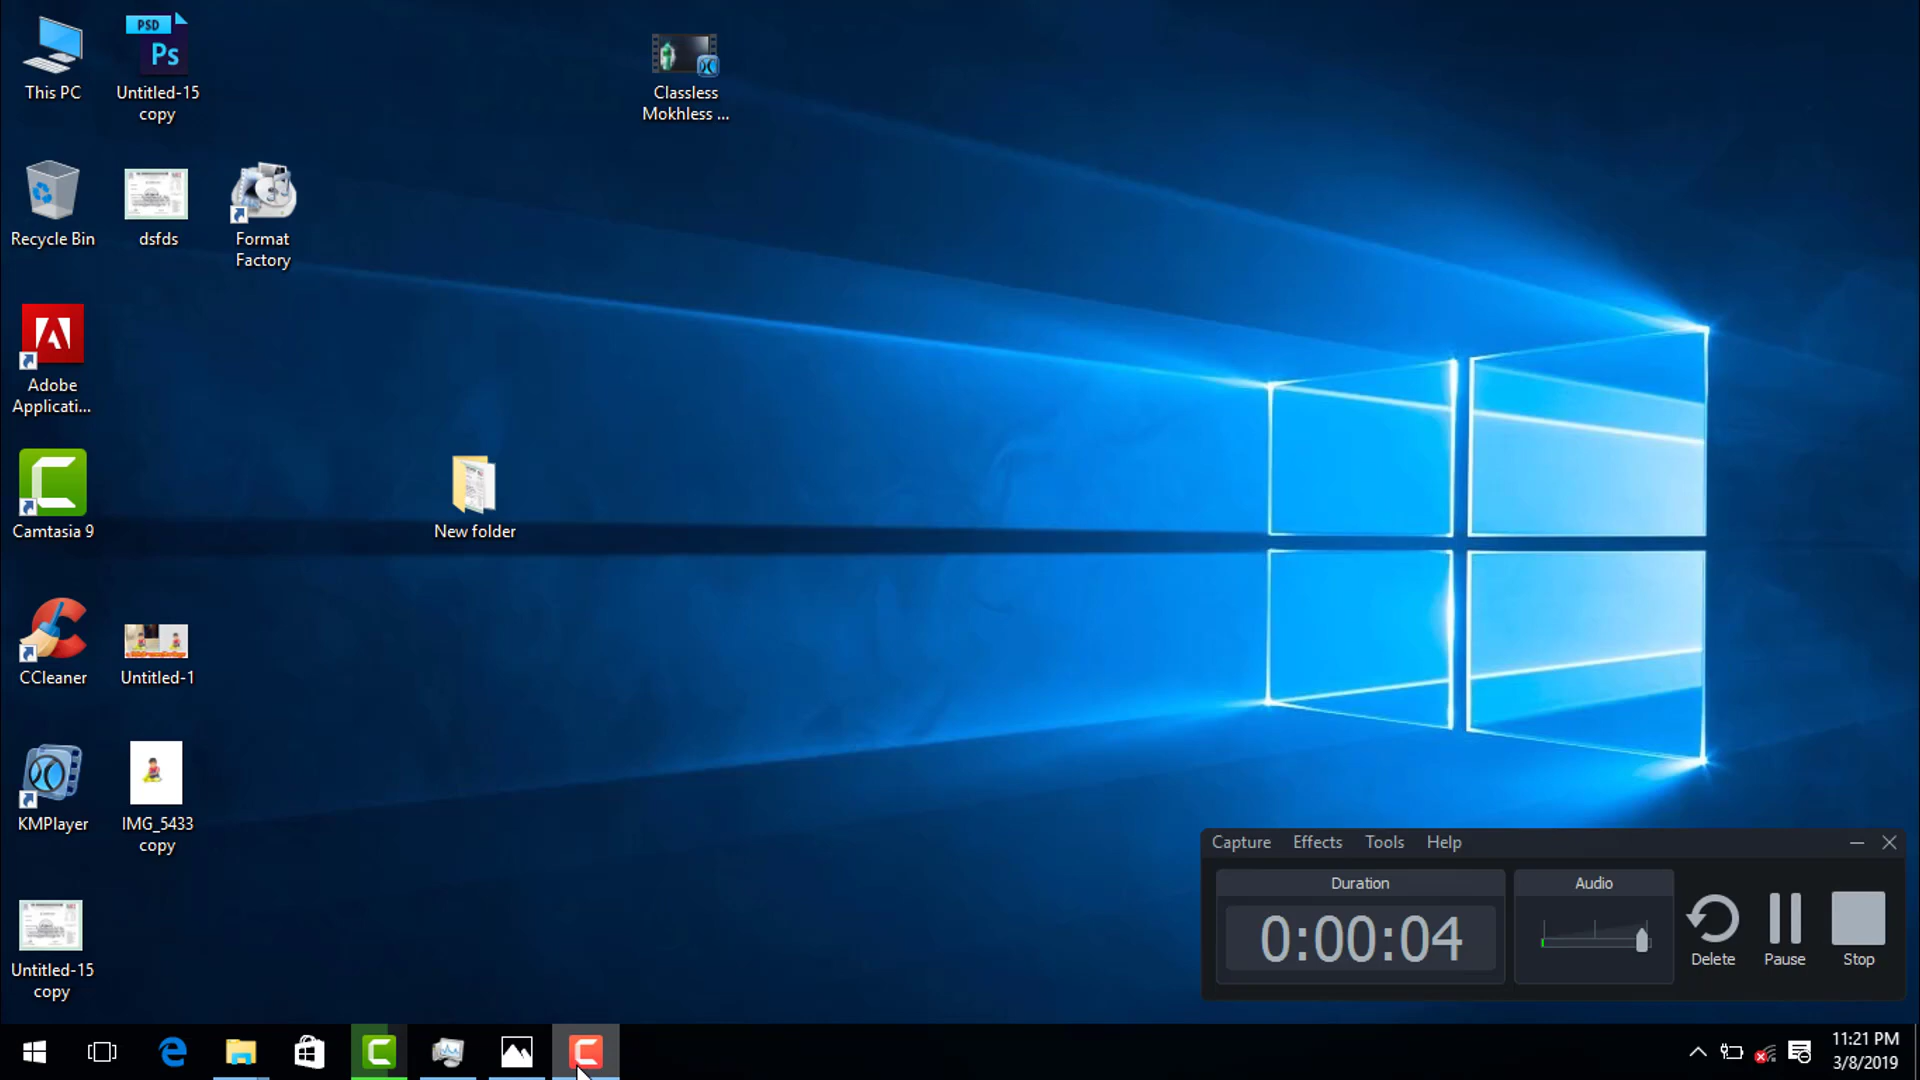 This PC
PSD
Ps
Untitled-15
copy
Classless
Mokhless ...
Recycle Bin
dsfds
Format
Factory
Adobe
Applicati...
Camtasia 9
New folder
CCleaner
Untitled-1
KMPlayer
IMG_5433
copy
Untitled-15
copy
Capture Effects Tools Help
Duration
Audio
0:00:04
Delete
Pause
Stop
11:21 PM
3/8/2019